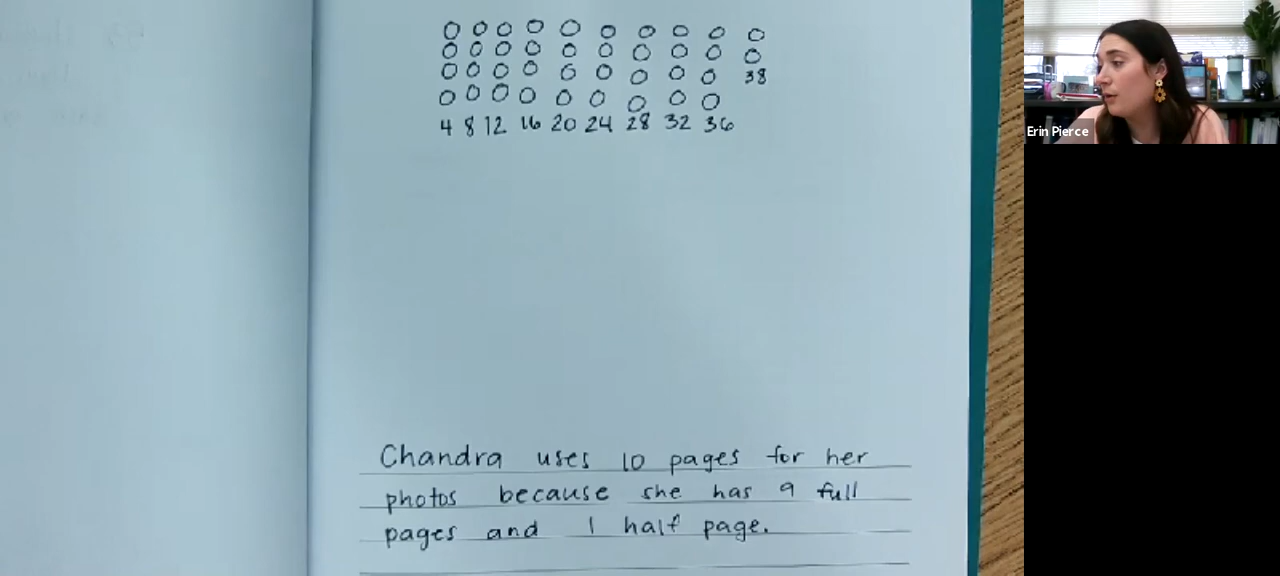 4 8 12 16 20 24 28 32 36
38
Chandra uses 10 pages for her
photos because she has 9 full
pages and 1 half page.
Erin Pierce